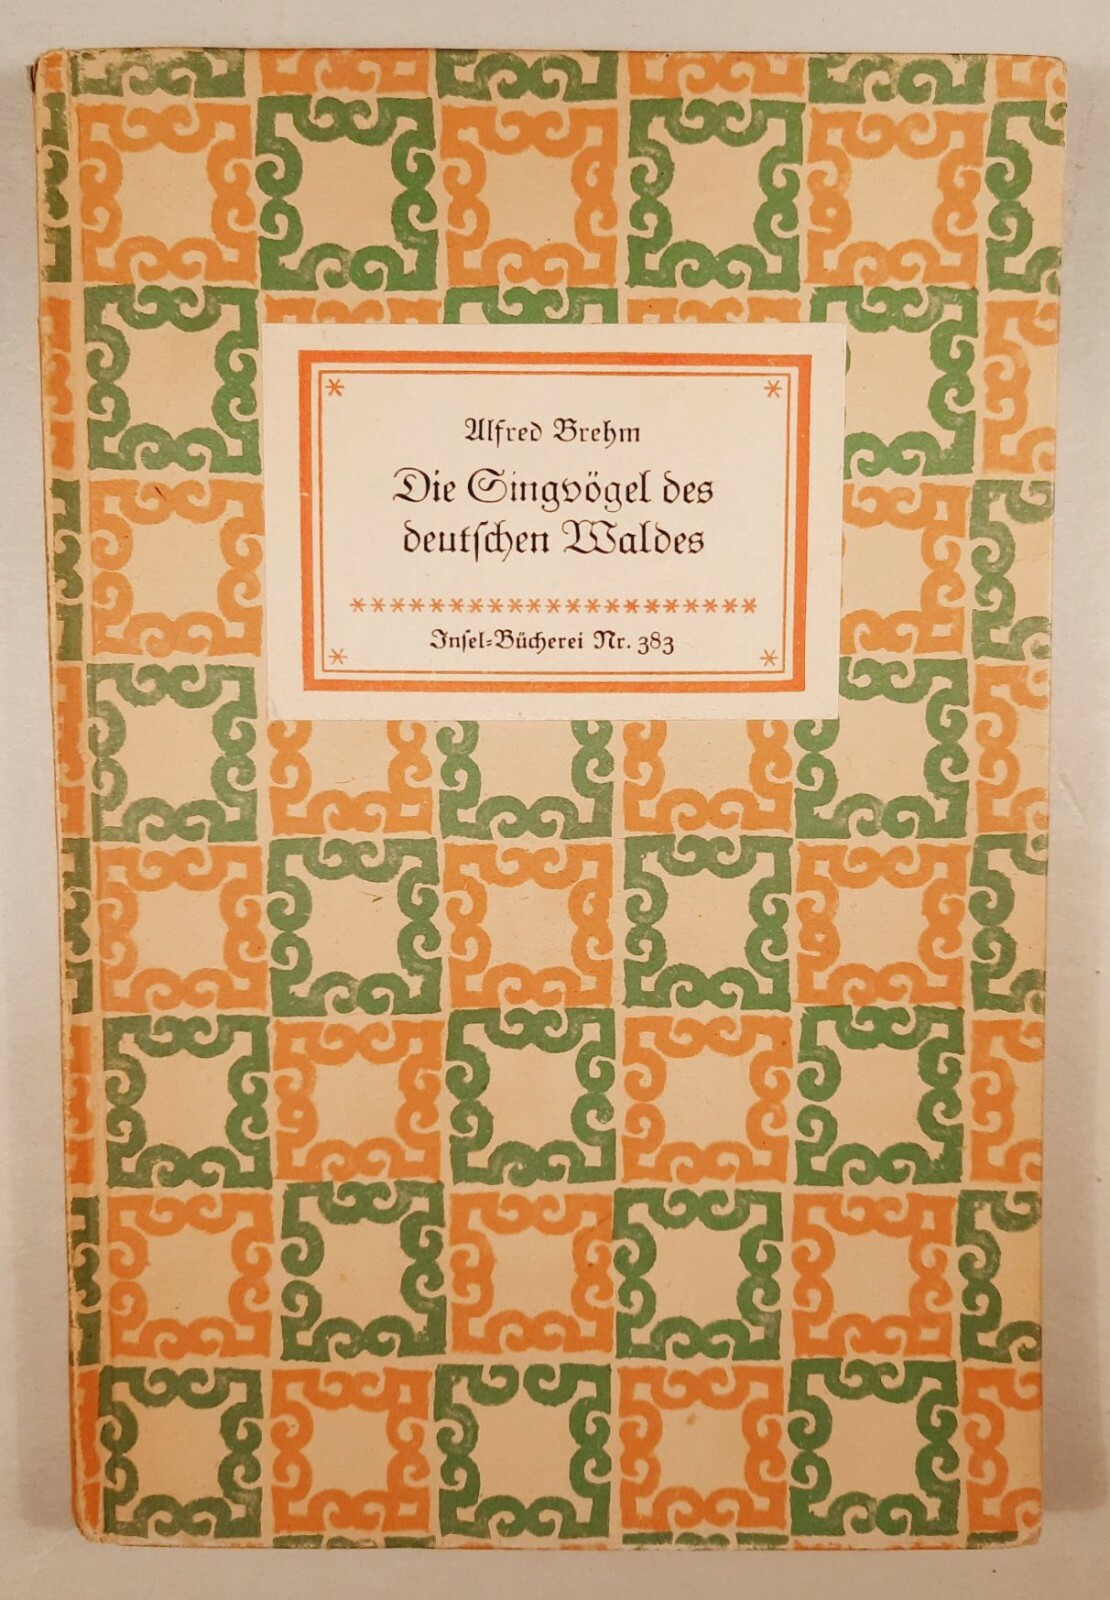 Alfred Brehm
Die Singvögel des
deutſchen Waldes
Inſel-Bücherei Nr. 383